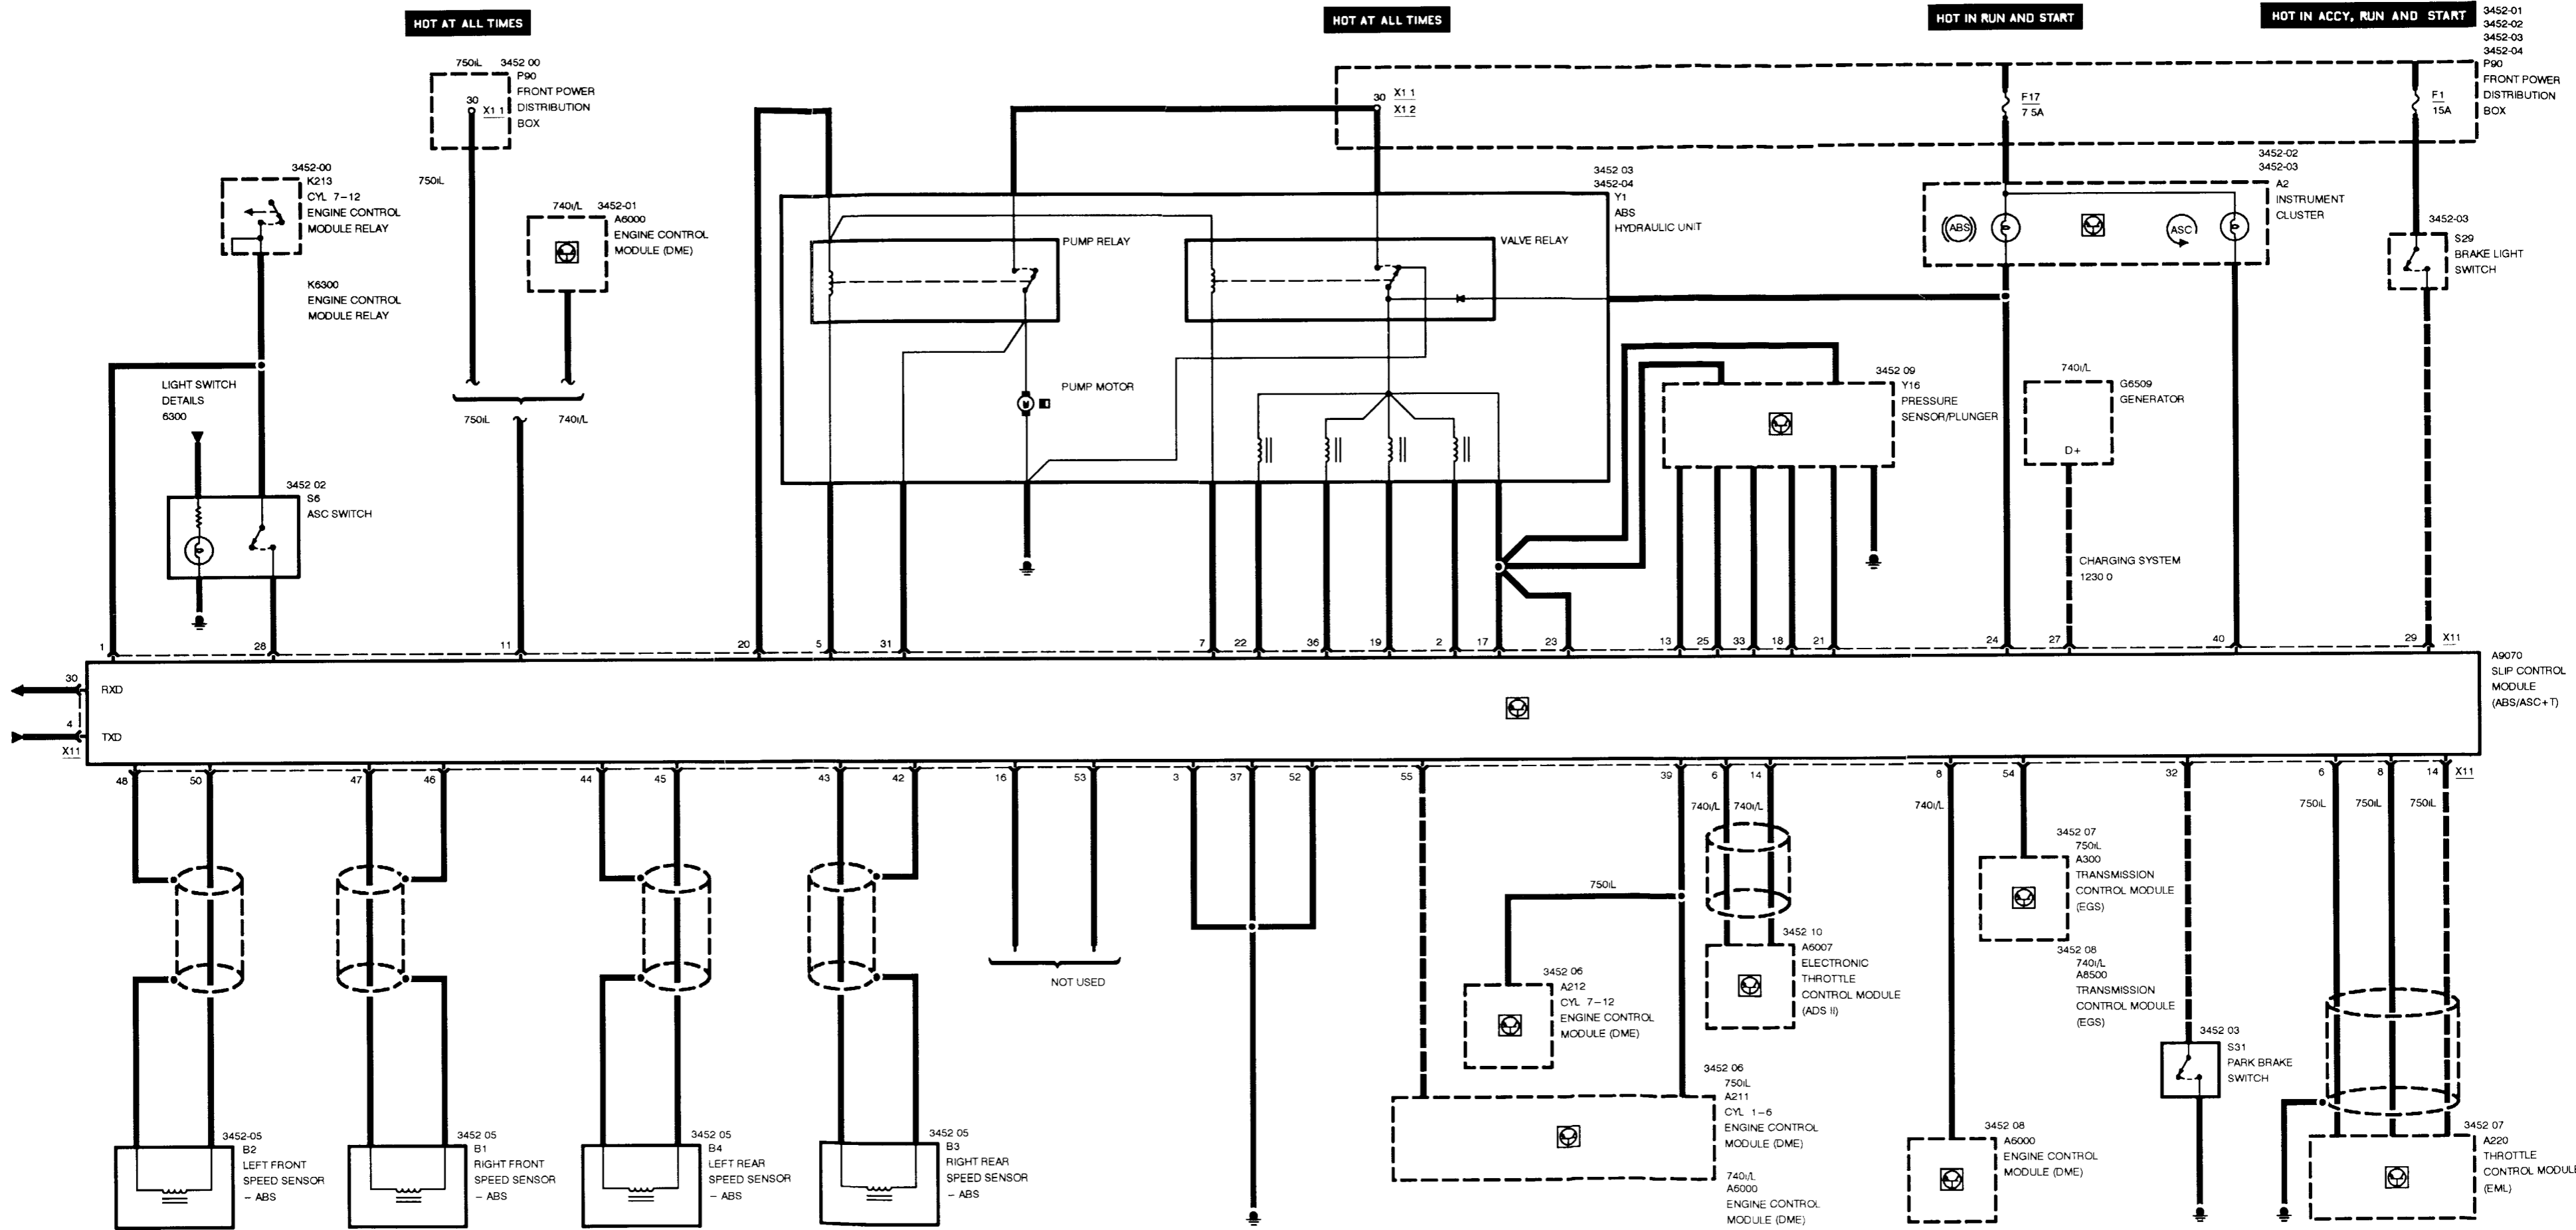 HOT AT ALL TIMES
HOT AT ALL TIMES
HOT IN RUN AND START
HOT IN ACCY, RUN AND START
3452-01
3452-02
3452-03
3452-04
P90
FRONT POWER
DISTRIBUTION
BOX
750iL 3452 00
P90
FRONT POWER
DISTRIBUTION
BOX
30
X1 1
750iL
30 X1 1
X1 2
F17
7 5A
F1
15A
3452-00
K213
CYL 7-12
ENGINE CONTROL
MODULE RELAY
K6300
ENGINE CONTROL
MODULE RELAY
740i/L 3452-01
A6000
ENGINE CONTROL
MODULE (DME)
750iL 740i/L
LIGHT SWITCH
DETAILS
6300
3452 02
S6
ASC SWITCH
3452 03
3452-04
Y1
ABS
HYDRAULIC UNIT
PUMP RELAY
VALVE RELAY
PUMP MOTOR
M
3452-02
3452-03
A2
INSTRUMENT
CLUSTER
ABS
ASC
3452-03
S29
BRAKE LIGHT
SWITCH
3452 09
Y16
PRESSURE
SENSOR/PLUNGER
740i/L
G6509
GENERATOR
D+
CHARGING SYSTEM
1230 0
1 28 11 20 5 31 7 22 36 19 2 17 23 13 25 33 18 21 24 27 40 29 X11
A9070
SLIP CONTROL
MODULE
(ABS/ASC+T)
30 RXD
4 TXD
X11
48 50 47 46 44 45 43 42 16 53 3 37 52 55 39 6 14 8 54 32 6 8 14 X11
740i/L 740i/L
740i/L
750iL 750iL 750iL
750iL
NOT USED
3452 07
750iL
A300
TRANSMISSION
CONTROL MODULE
(EGS)
3452 08
740i/L
A8500
TRANSMISSION
CONTROL MODULE
(EGS)
3452 10
A6007
ELECTRONIC
THROTTLE
CONTROL MODULE
(ADS II)
3452 06
A212
CYL 7-12
ENGINE CONTROL
MODULE (DME)
3452 03
S31
PARK BRAKE
SWITCH
3452 06
750iL
A211
CYL 1-6
ENGINE CONTROL
MODULE (DME)
740i/L
A6000
ENGINE CONTROL
MODULE (DME)
3452 08
A6000
ENGINE CONTROL
MODULE (DME)
3452 07
A220
THROTTLE
CONTROL MODULE
(EML)
3452-05
B2
LEFT FRONT
SPEED SENSOR
- ABS
3452 05
B1
RIGHT FRONT
SPEED SENSOR
- ABS
3452 05
B4
LEFT REAR
SPEED SENSOR
- ABS
3452 05
B3
RIGHT REAR
SPEED SENSOR
- ABS